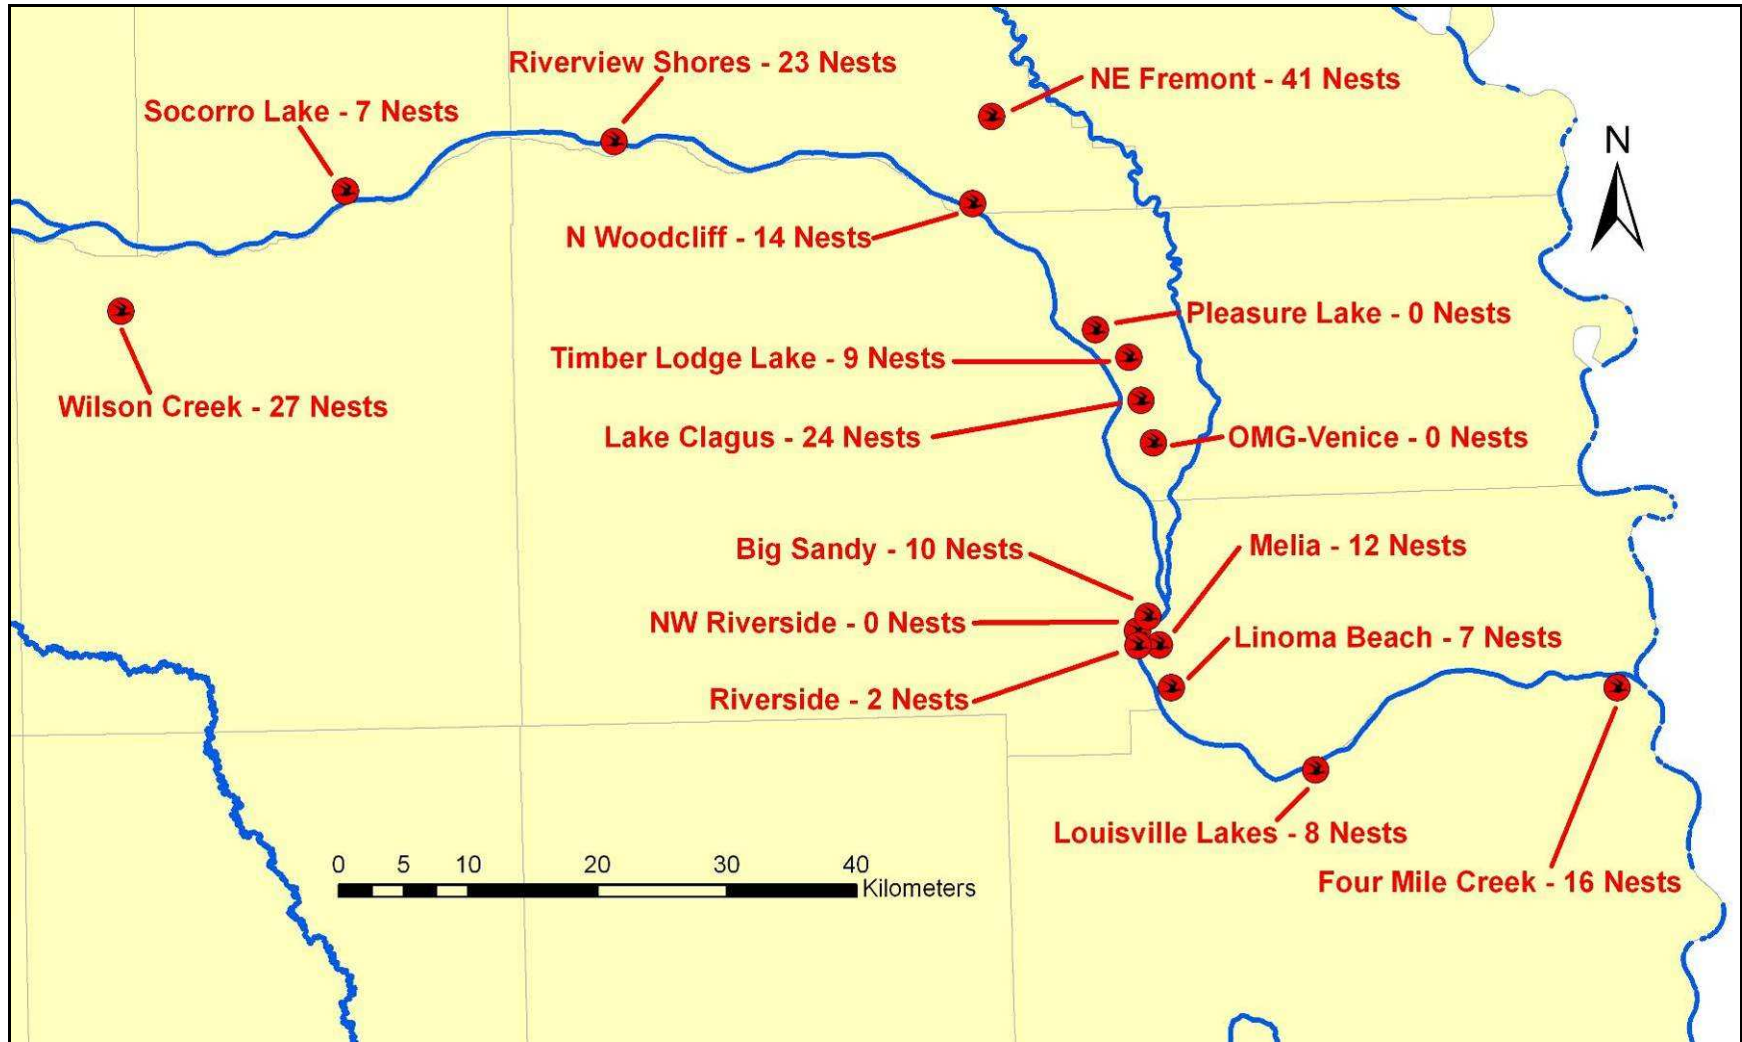 Riverview Shores - 23 Nests
NE Fremont - 41 Nests
Socorro Lake - 7 Nests
N
N Woodcliff - 14 Nests
Pleasure Lake - 0 Nests
Timber Lodge Lake - 9 Nests
Wilson Creek - 27 Nests
Lake Clagus - 24 Nests
OMG-Venice - 0 Nests
Big Sandy - 10 Nests
Melia - 12 Nests
NW Riverside - 0 Nests
Linoma Beach - 7 Nests
Riverside - 2 Nests
Louisville Lakes - 8 Nests
0 5 10 20 30 40
Kilometers
Four Mile Creek - 16 Nests